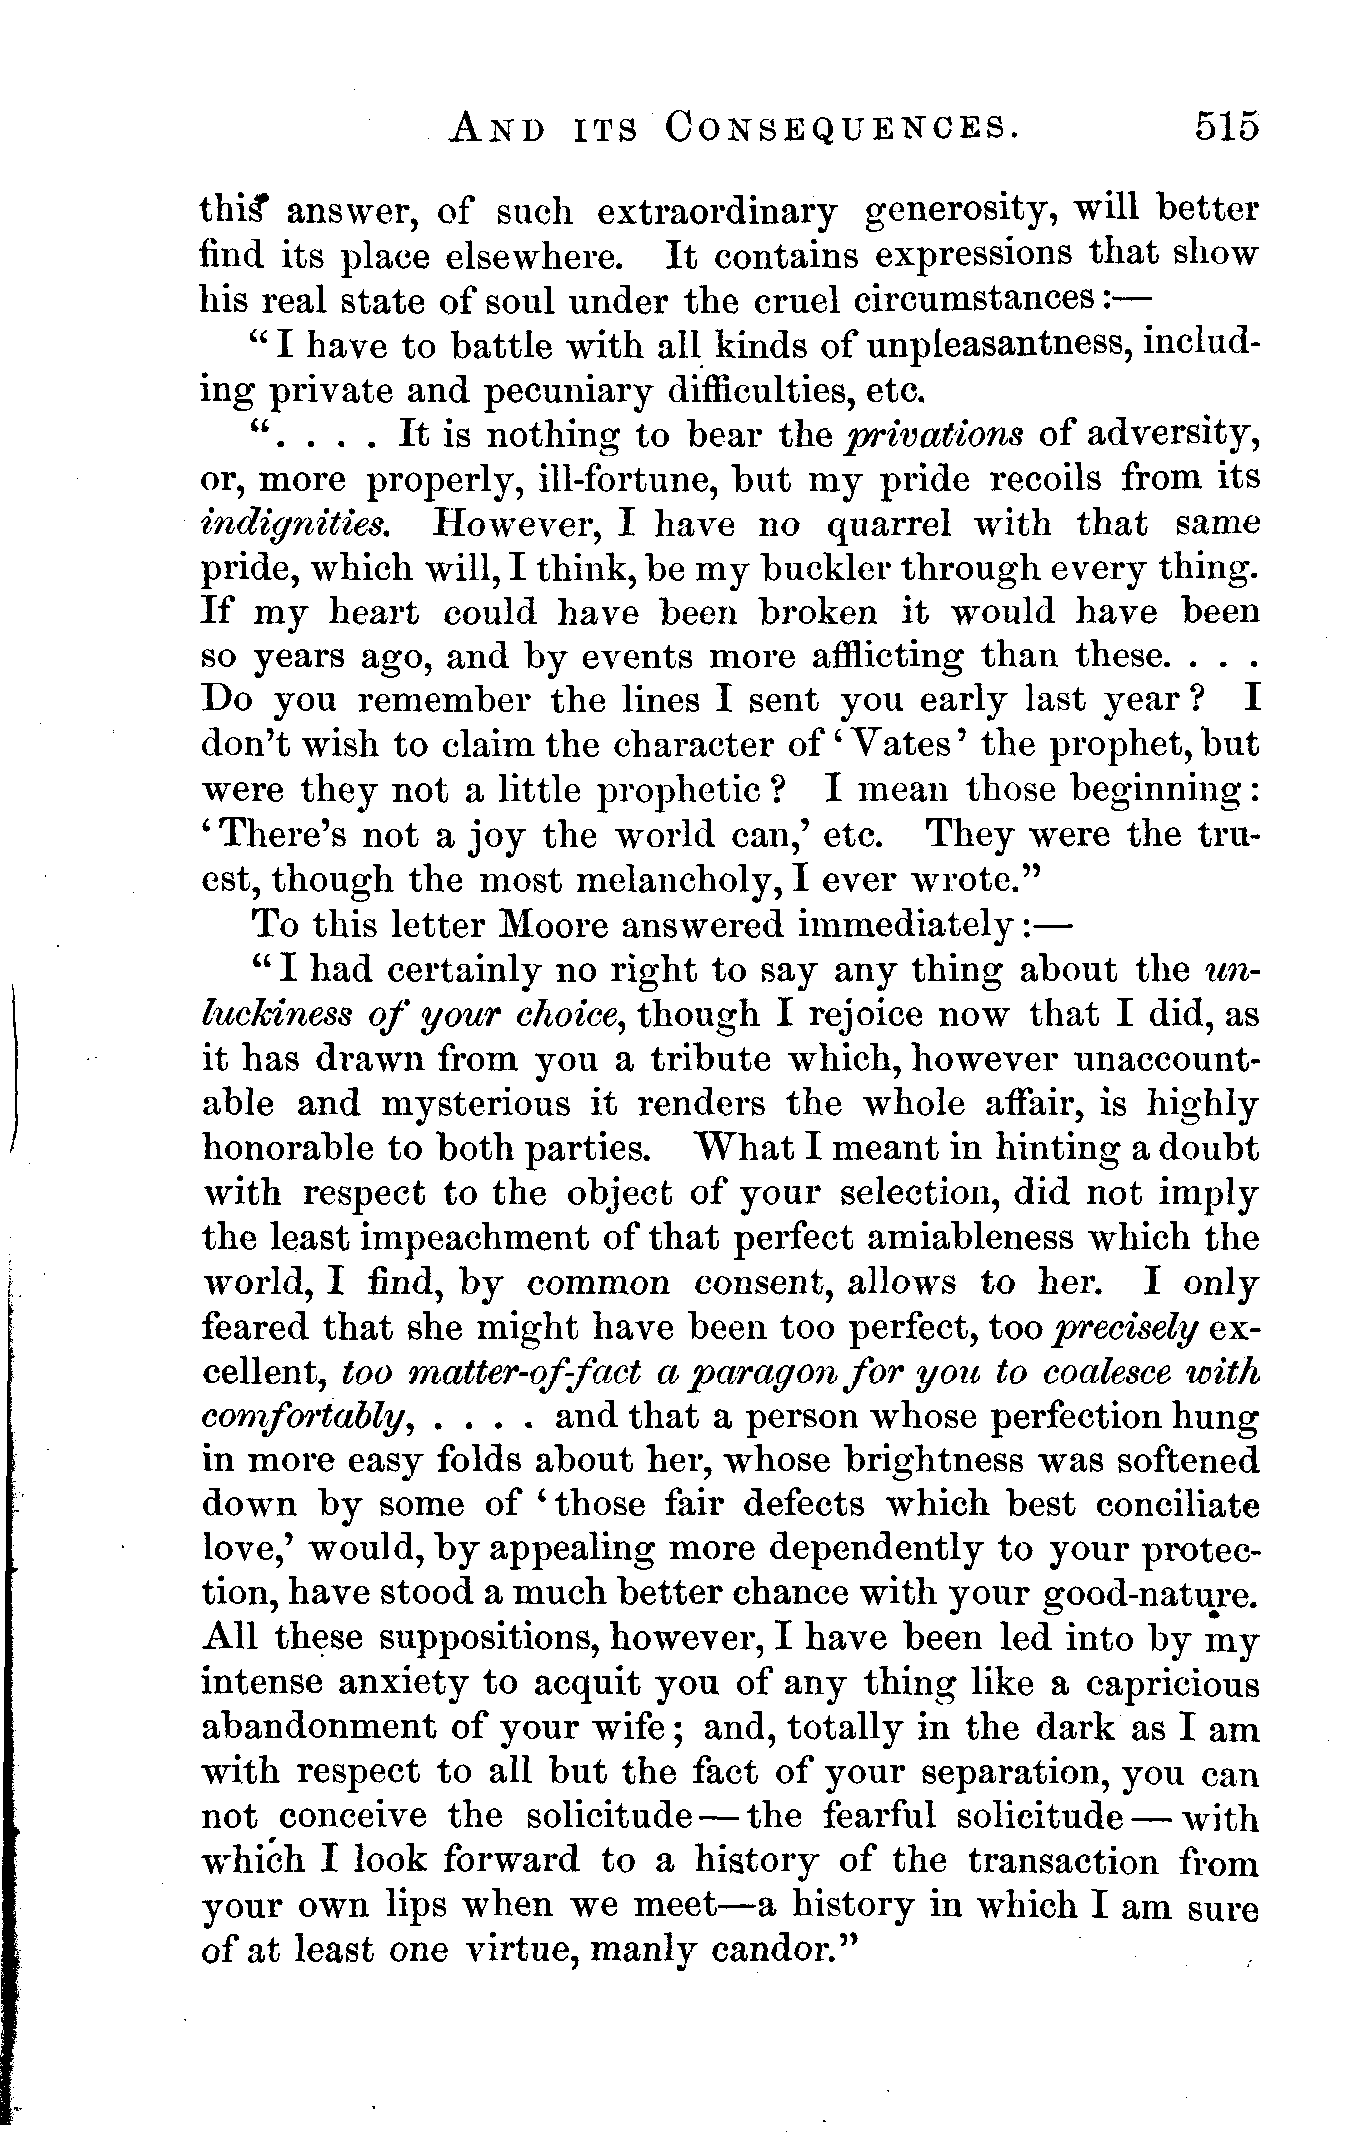 AND ITS CONSEQUENCES. 515
this answer, of such extraordinary generosity, will better
find its place elsewhere. It contains expressions that show
his real state of soul under the cruel circumstances :—
“I have to battle with all kinds of unpleasantness, includ-
ing private and pecuniary difficulties, etc.
“. . . . It is nothing to bear the privations of adversity,
or, more properly, ill-fortune, but my pride recoils from its
indignities. However, I have no quarrel with that same
pride, which will, I think, be my buckler through every thing.
If my heart could have been broken it would have been
so years ago, and by events more afflicting than these. . . .
Do you remember the lines I sent you early last year? I
don’t wish to claim the character of ‘Vates’ the prophet, but
were they not a little prophetic? I mean those beginning:
‘There’s not a joy the world can,’ etc. They were the tru-
est, though the most melancholy, I ever wrote.”
To this letter Moore answered immediately :—
“I had certainly no right to say any thing about the un-
luckiness of your choice, though I rejoice now that I did, as
it has drawn from you a tribute which, however unaccount-
able and mysterious it renders the whole affair, is highly
honorable to both parties. What I meant in hinting a doubt
with respect to the object of your selection, did not imply
the least impeachment of that perfect amiableness which the
world, I find, by common consent, allows to her. I only
feared that she might have been too perfect, too precisely ex-
cellent, too matter-of-fact a paragon for you to coalesce with
comfortably, . . . . and that a person whose perfection hung
in more easy folds about her, whose brightness was softened
down by some of ‘those fair defects which best conciliate
love,’ would, by appealing more dependently to your protec-
tion, have stood a much better chance with your good-nature.
All these suppositions, however, I have been led into by my
intense anxiety to acquit you of any thing like a capricious
abandonment of your wife; and, totally in the dark as I am
with respect to all but the fact of your separation, you can
not conceive the solicitude—the fearful solicitude—with
which I look forward to a history of the transaction from
your own lips when we meet—a history in which I am sure
of at least one virtue, manly candor.”